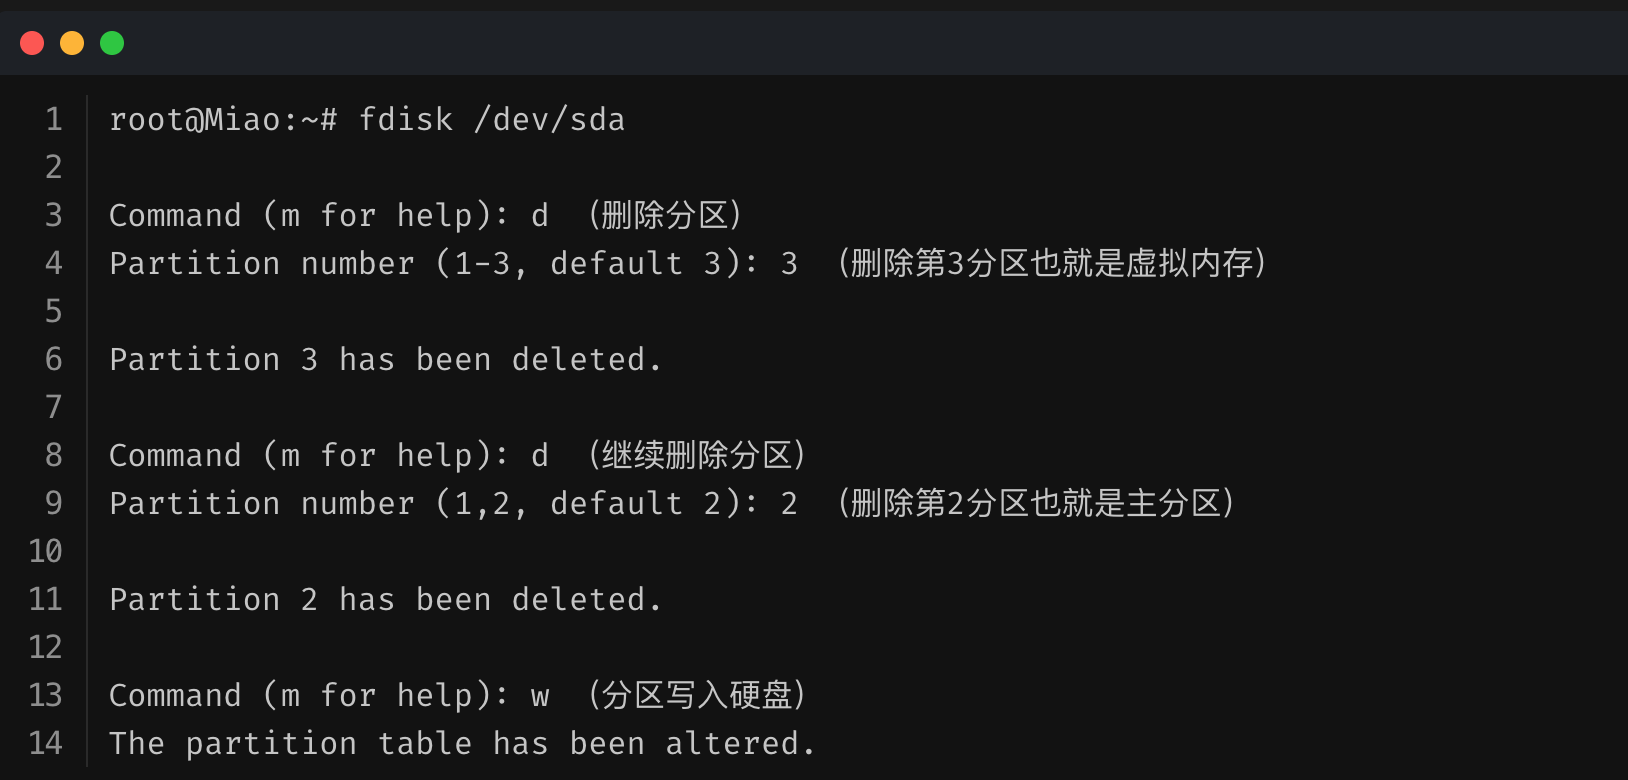 1 root@Miao:~# fdisk /dev/sda
2
3 Command (m for help): d （删除分区）
4 Partition number (1-3, default 3): 3 （删除第3分区也就是虚拟内存）
5
6 Partition 3 has been deleted.
7
8 Command (m for help): d （继续删除分区）
9 Partition number (1,2, default 2): 2 （删除第2分区也就是主分区）
10
11 Partition 2 has been deleted.
12
13 Command (m for help): w （分区写入硬盘）
14 The partition table has been altered.